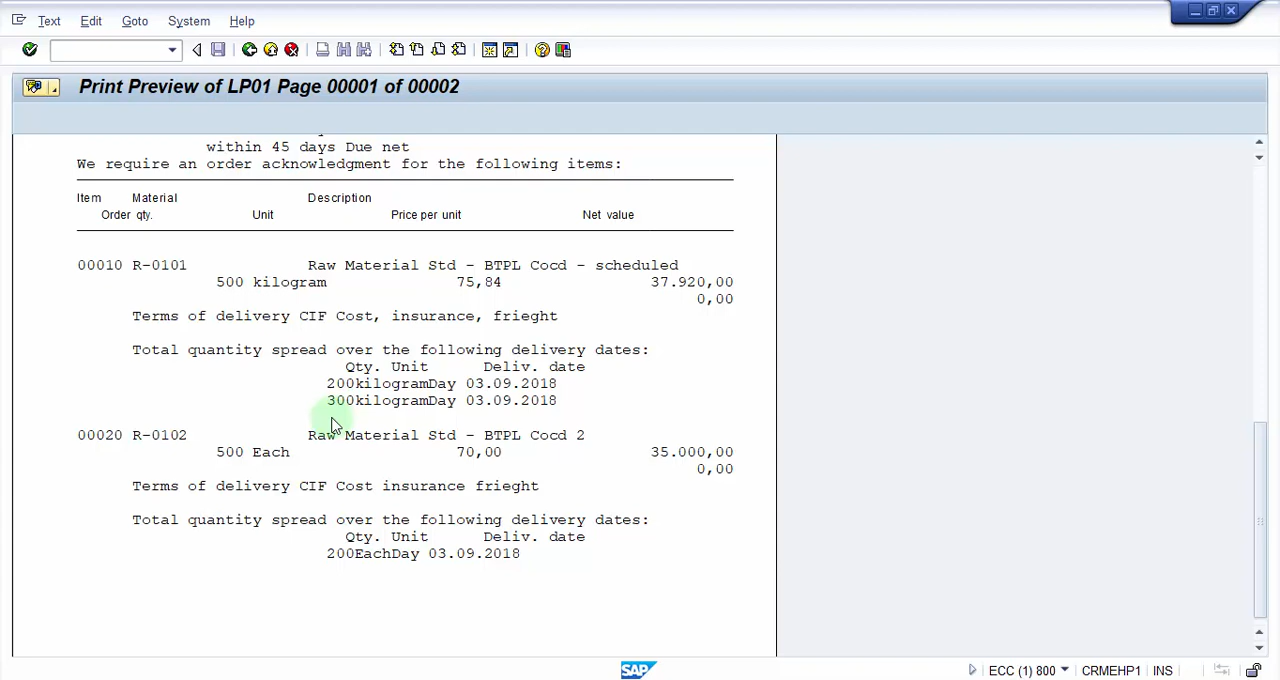 Text Edit Goto System Help
Print Preview of LP01 Page 00001 of 00002
within 45 days Due net
We require an order acknowledgment for the following items:
Item Material Description
Order qty. Unit Price per unit Net value
00010 R-0101 Raw Material Std - BTPL Cocd - scheduled
500 kilogram 75,84 37.920,00
0,00
Terms of delivery CIF Cost, insurance, frieght
Total quantity spread over the following delivery dates:
Qty. Unit Deliv. date
200kilogramDay 03.09.2018
300kilogramDay 03.09.2018
00020 R-0102 Raw Material Std - BTPL Cocd 2
500 Each 70,00 35.000,00
0,00
Terms of delivery CIF Cost insurance frieght
Total quantity spread over the following delivery dates:
Qty. Unit Deliv. date
200EachDay 03.09.2018
SAP ECC (1) 800 CRMEHP1 INS